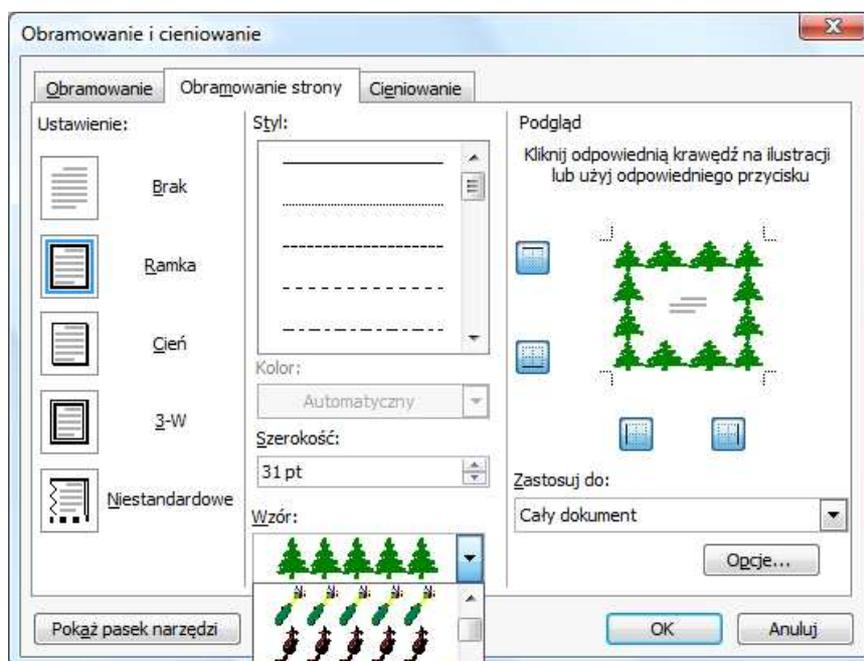 Obramowanie i cieniowanie
Obramowanie
Obramowanie strony
Cieniowanie
Ustawienie:
Brak
Ramka
Cień
3-W
Niestandardowe
Styl:
Kolor:
Automatyczny
Szerokość:
31 pt
Wzór:
Podgląd
Kliknij odpowiednią krawędź na ilustracji
lub użyj odpowiedniego przycisku
Zastosuj do:
Cały dokument
Opcje...
Pokaż pasek narzędzi
OK
Anuluj